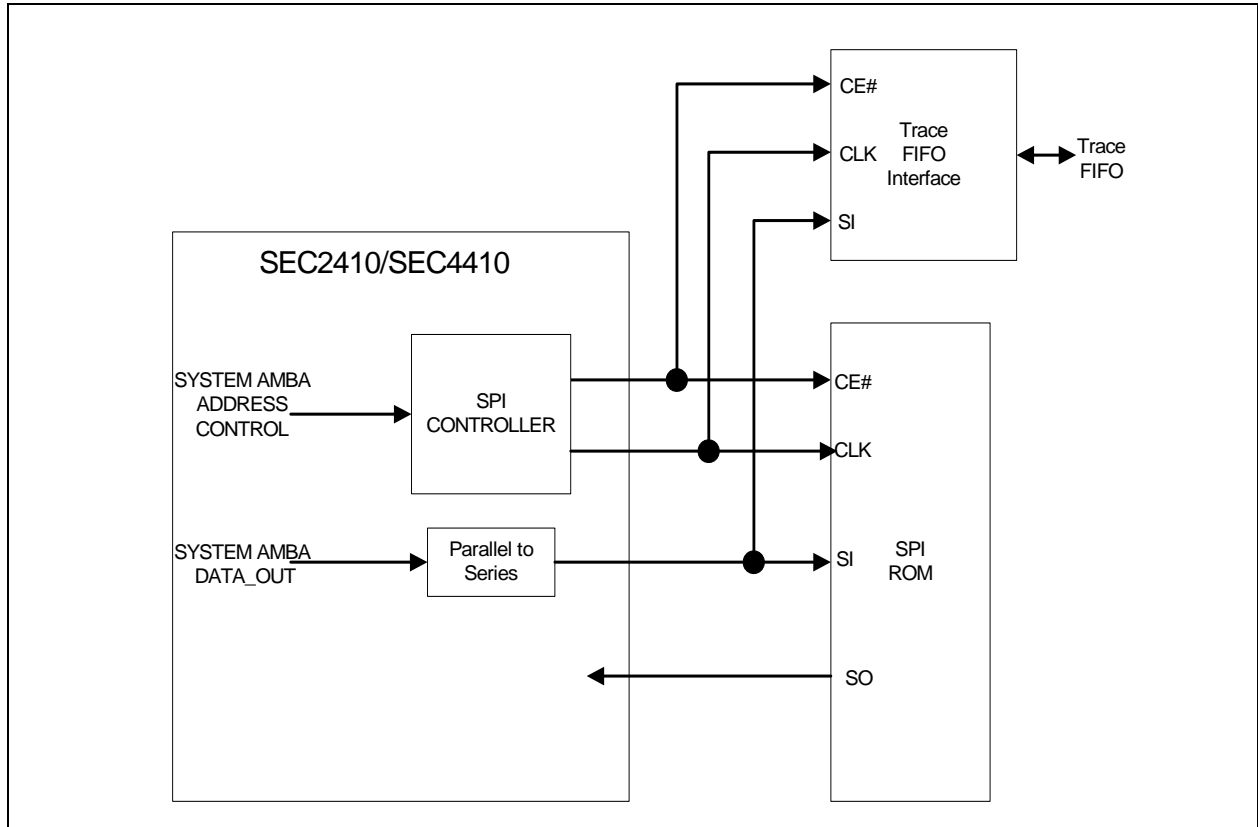 CE#
CLK
SI
Trace
FIFO
Interface
Trace
FIFO
SEC2410/SEC4410
SYSTEM AMBA
ADDRESS
CONTROL
SPI
CONTROLLER
CE#
CLK
SYSTEM AMBA
DATA_OUT
Parallel to
Series
SI
SPI
ROM
SO